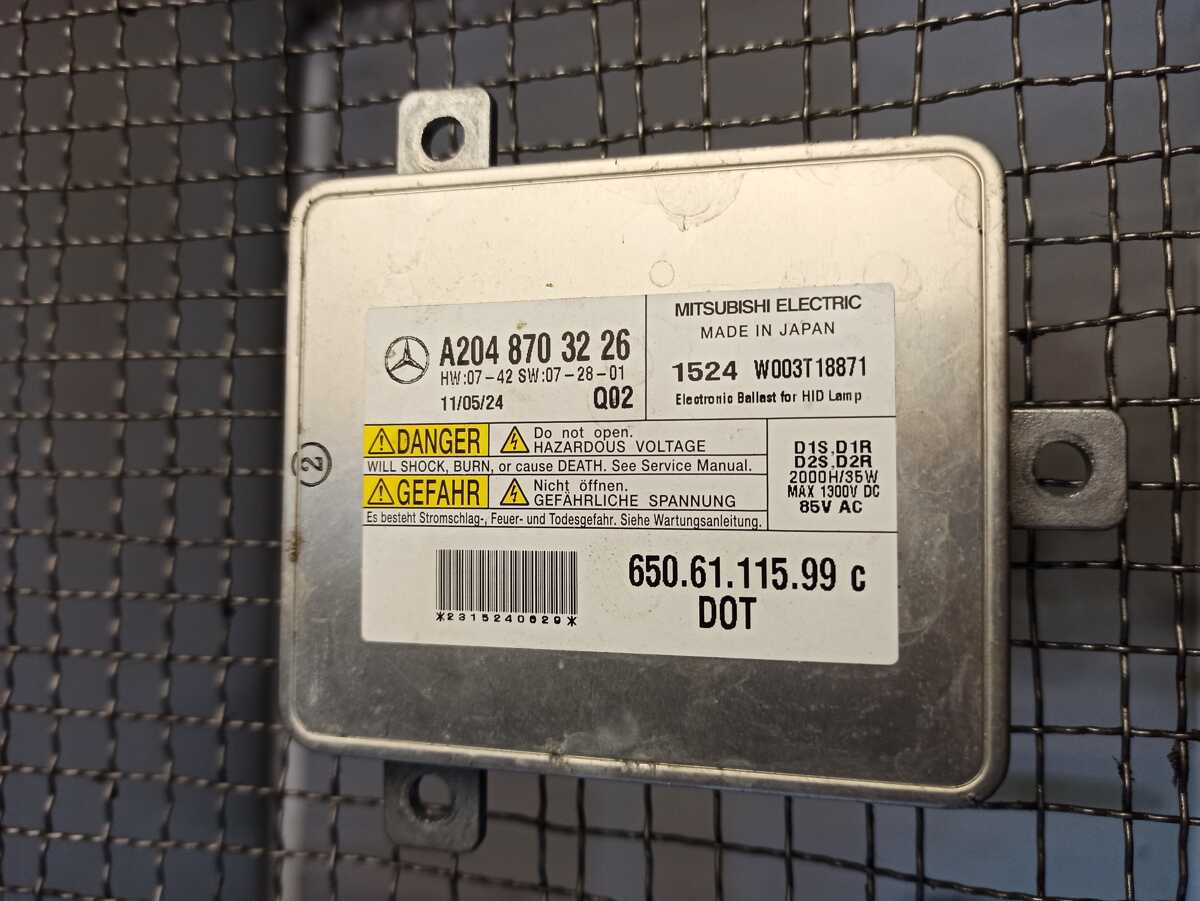 A204 870 3226
HW:07-42 SW:07-28-01
11/05/24 Q02
MITSUBISHI ELECTRIC
MADE IN JAPAN
1524 W003T18871
Electronic Ballast for HID Lamp
DANGER
Do not open.
HAZARDOUS VOLTAGE
WILL SHOCK, BURN, or cause DEATH. See Service Manual.
GEFAHR
Nicht öffnen.
GEFÄHRLICHE SPANNUNG
Es besteht Stromschlag-, Feuer- und Todesgefahr. Siehe Wartungsanleitung.
D1S,D1R
D2S,D2R
2000H/35W
MAX 1300V DC
85V AC
2
*2315240629*
650.61.115.99 c
DOT